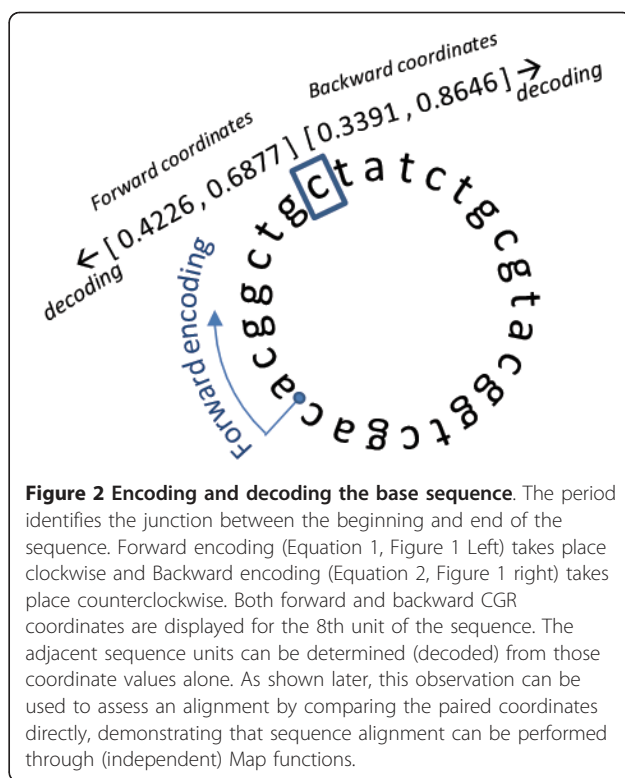 Backward coordinates
Forward coordinates
← [ 0.4226 , 0.6877 ] [ 0.3391 , 0.8646 ] →
decoding
decoding
Forward encoding
acggctgctatctgcgtacggtcgac
Figure 2 Encoding and decoding the base sequence. The period
identifies the junction between the beginning and end of the
sequence. Forward encoding (Equation 1, Figure 1 Left) takes place
clockwise and Backward encoding (Equation 2, Figure 1 right) takes
place counterclockwise. Both forward and backward CGR
coordinates are displayed for the 8th unit of the sequence. The
adjacent sequence units can be determined (decoded) from those
coordinate values alone. As shown later, this observation can be
used to assess an alignment by comparing the paired coordinates
directly, demonstrating that sequence alignment can be performed
through (independent) Map functions.